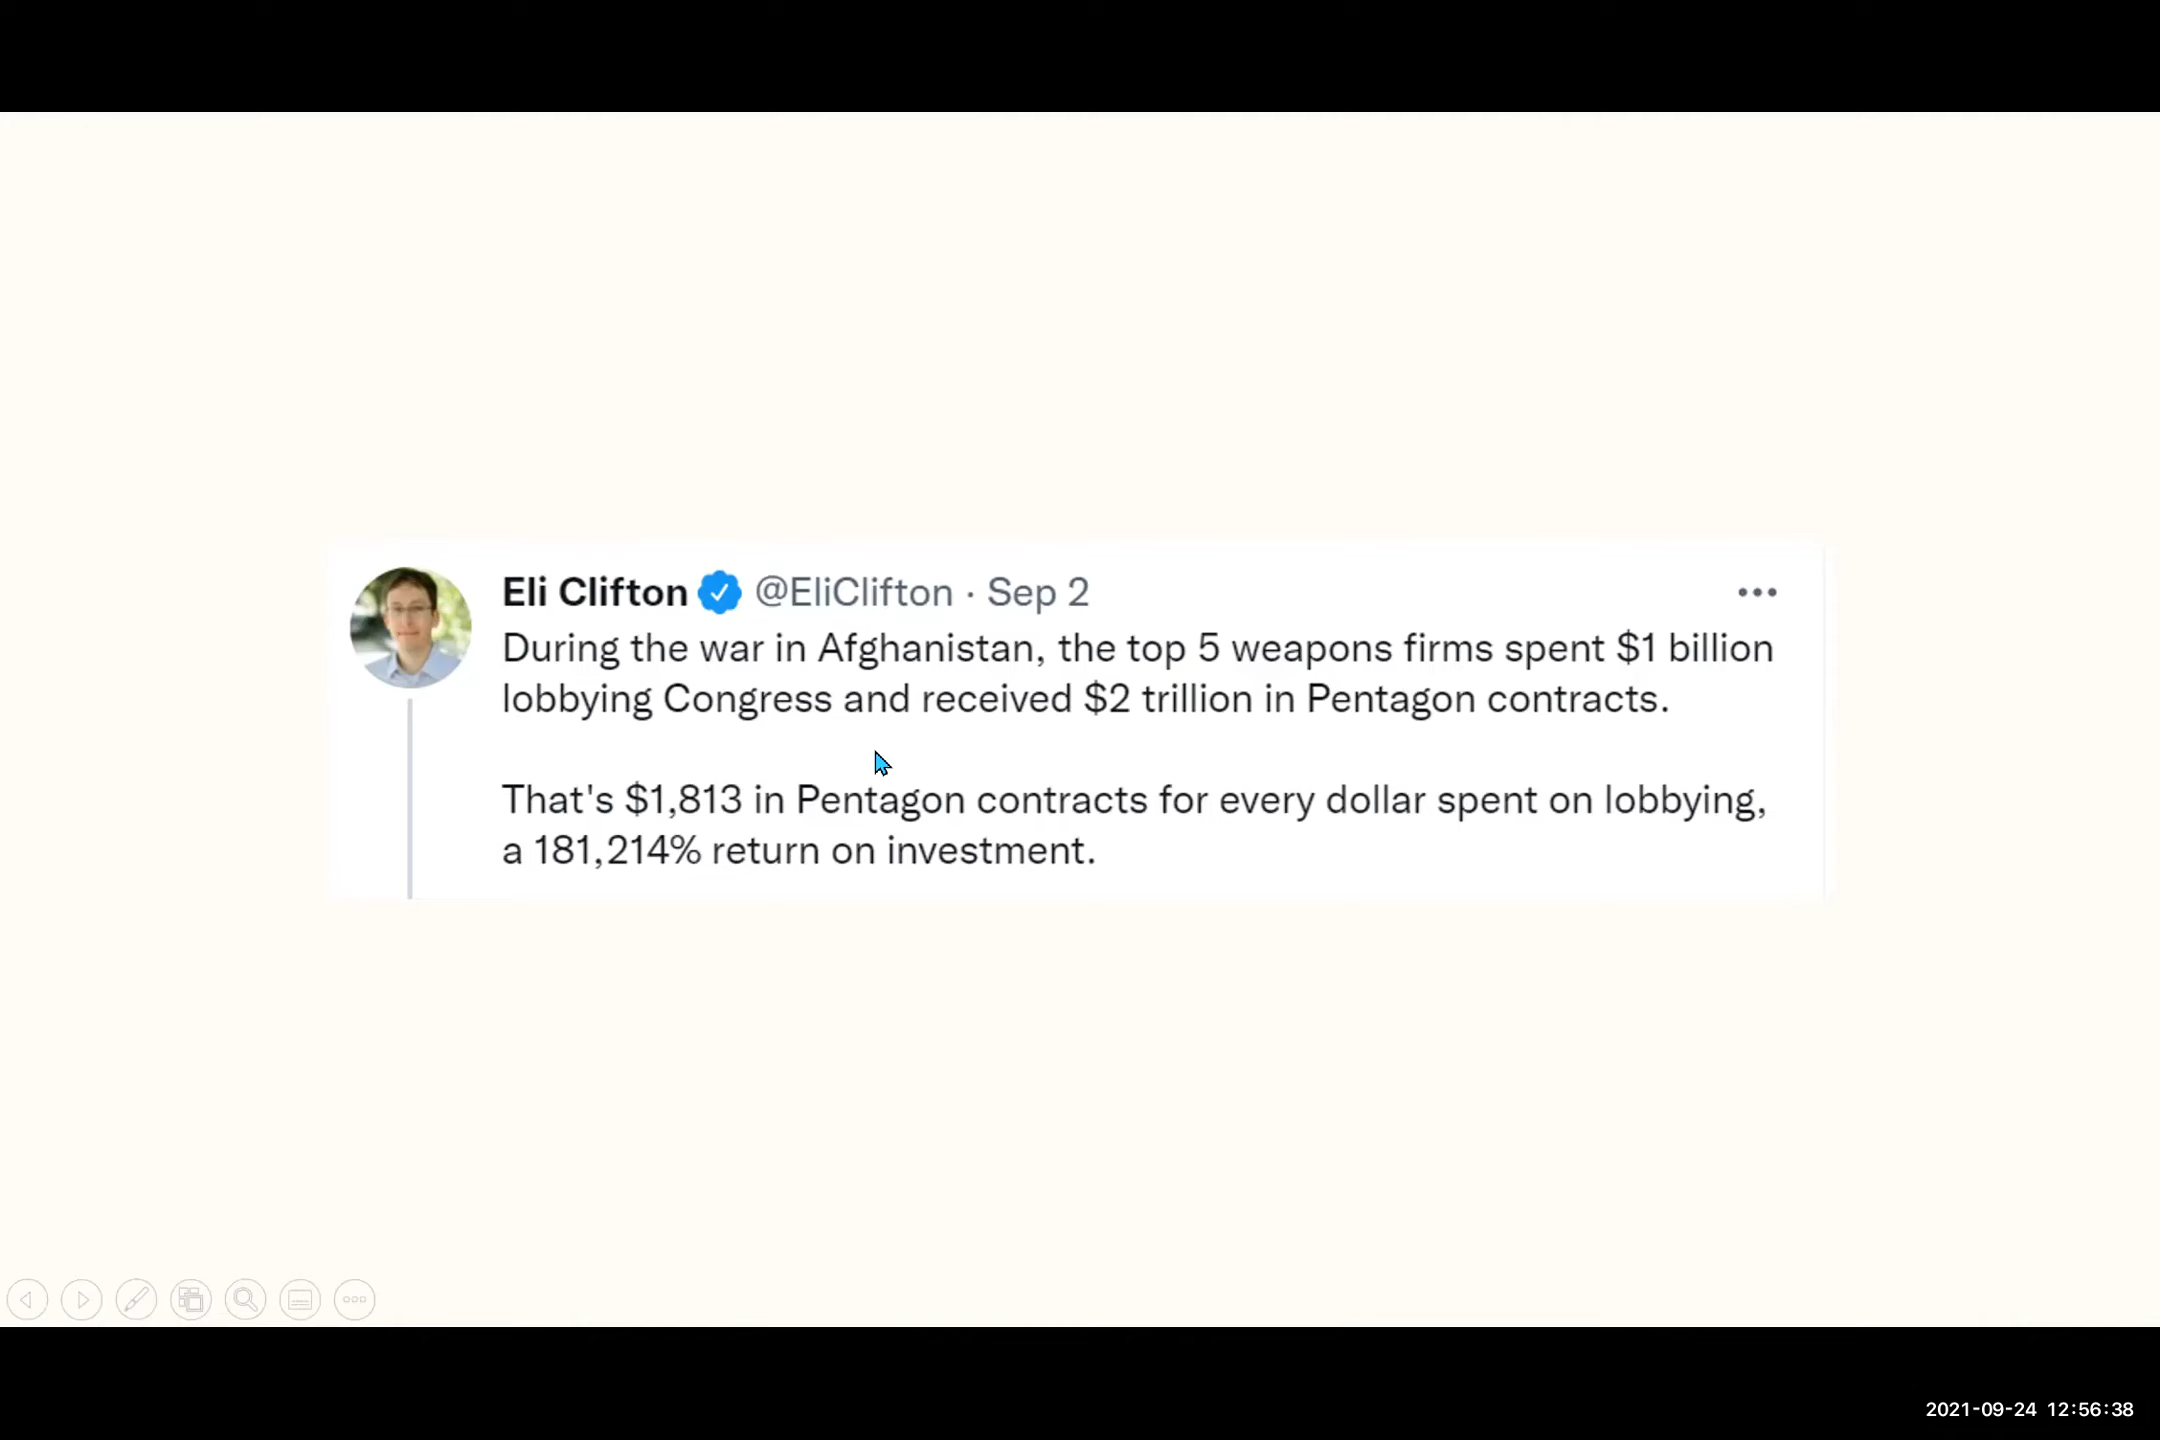 Eli Clifton @EliClifton · Sep 2
During the war in Afghanistan, the top 5 weapons firms spent $1 billion
lobbying Congress and received $2 trillion in Pentagon contracts.
That's $1,813 in Pentagon contracts for every dollar spent on lobbying,
a 181,214% return on investment.
2021-09-24 12:56:38